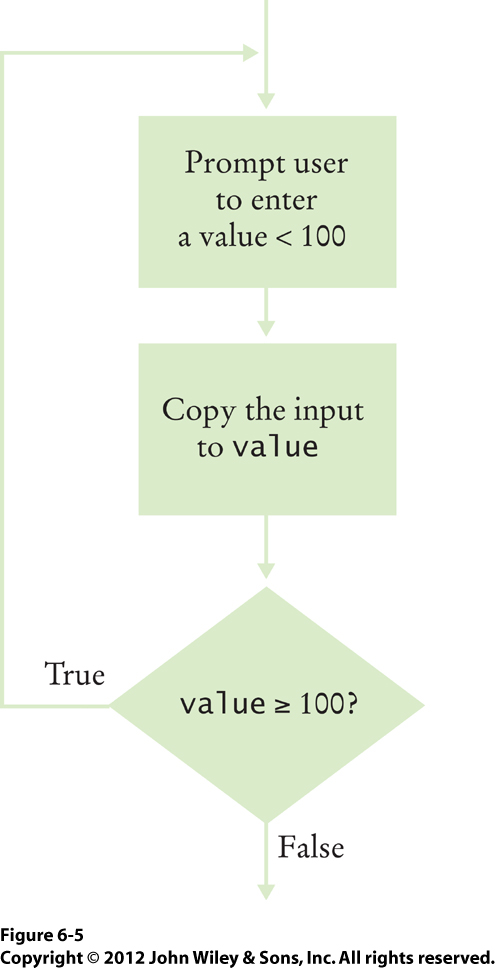 Prompt user
to enter
a value < 100
Copy the input
to value
True
value ≥ 100?
False
Figure 6-5
Copyright © 2012 John Wiley & Sons, Inc. All rights reserved.